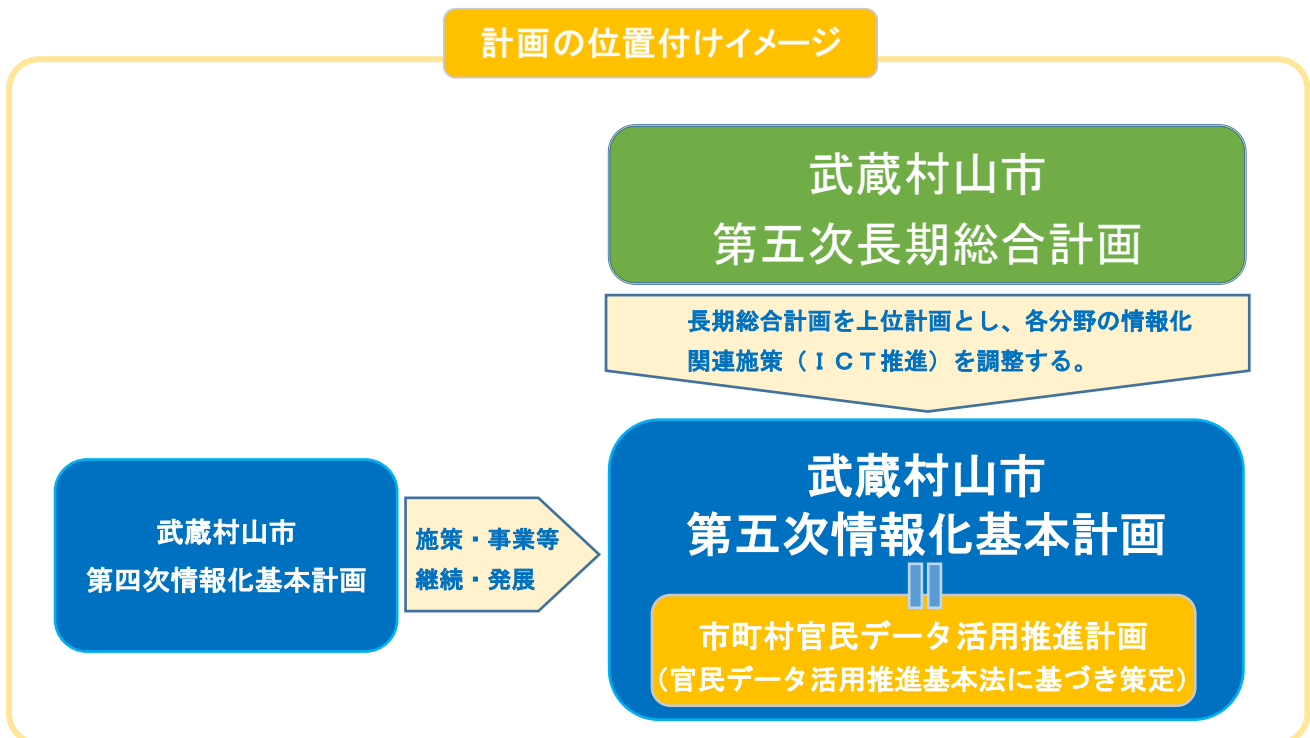 計画の位置付けイメージ
武蔵村山市
第五次長期総合計画
長期総合計画を上位計画とし、各分野の情報化
関連施策（ＩＣＴ推進）を調整する。
武蔵村山市
第四次情報化基本計画
施策・事業等
継続・発展
武蔵村山市
第五次情報化基本計画
市町村官民データ活用推進計画
（官民データ活用推進基本法に基づき策定）